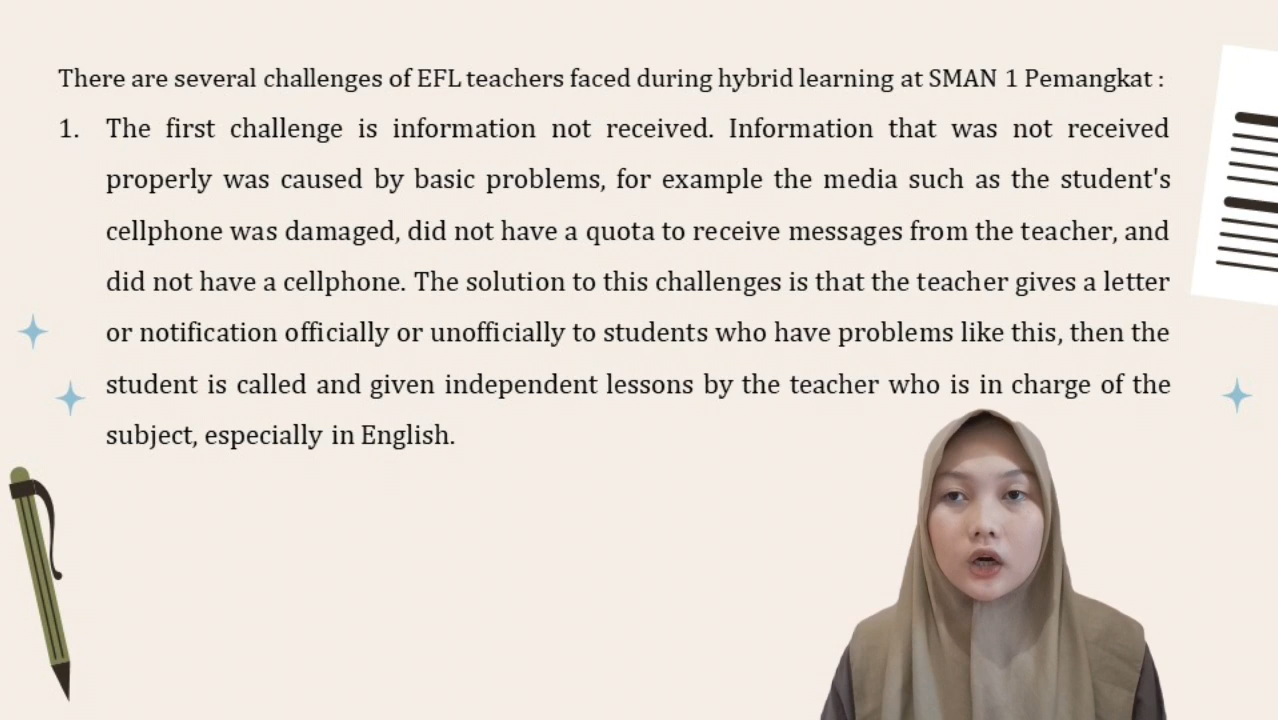 There are several challenges of EFL teachers faced during hybrid learning at SMAN 1 Pemangkat :
1. The first challenge is information not received. Information that was not received
properly was caused by basic problems, for example the media such as the student's
cellphone was damaged, did not have a quota to receive messages from the teacher, and
did not have a cellphone. The solution to this challenges is that the teacher gives a letter
or notification officially or unofficially to students who have problems like this, then the
student is called and given independent lessons by the teacher who is in charge of the
subject, especially in English.